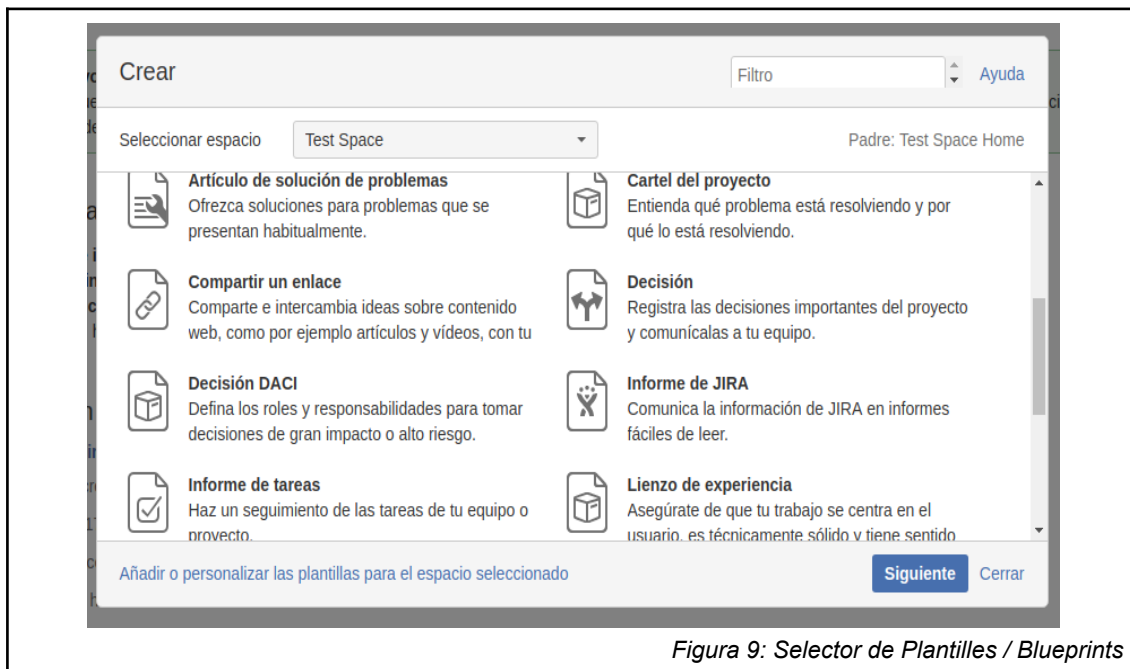 Crear
Filtro
Ayuda
Seleccionar espacio
Test Space
Padre: Test Space Home
Artículo de solución de problemas
Ofrezca soluciones para problemas que se
presentan habitualmente.
Cartel del proyecto
Entienda qué problema está resolviendo y por
qué lo está resolviendo.
Compartir un enlace
Comparte e intercambia ideas sobre contenido
web, como por ejemplo artículos y vídeos, con tu
Decisión
Registra las decisiones importantes del proyecto
y comunícalas a tu equipo.
Decisión DACI
Defina los roles y responsabilidades para tomar
decisiones de gran impacto o alto riesgo.
Informe de JIRA
Comunica la información de JIRA en informes
fáciles de leer.
Informe de tareas
Haz un seguimiento de las tareas de tu equipo o
proyecto.
Lienzo de experiencia
Asegúrate de que tu trabajo se centra en el
usuario, es técnicamente sólido y tiene sentido
Añadir o personalizar las plantillas para el espacio seleccionado
Siguiente
Cerrar
Figura 9: Selector de Plantilles / Blueprints